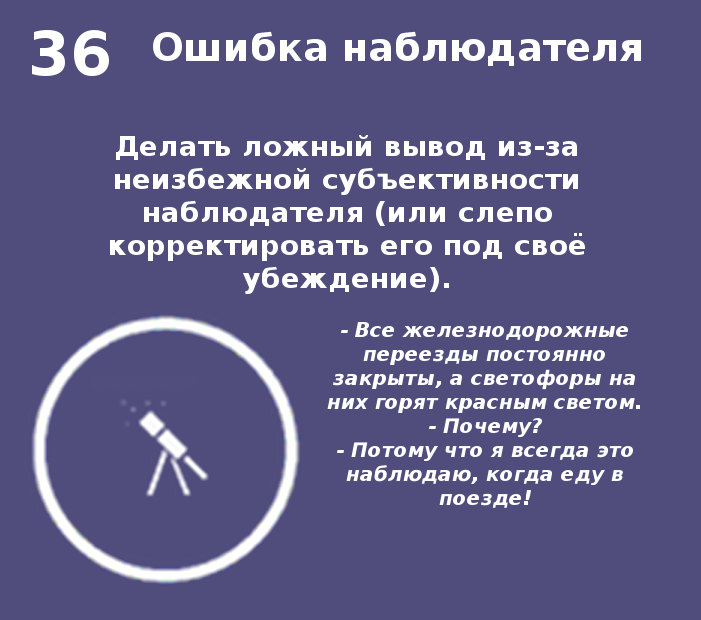 36 Ошибка наблюдателя
Делать ложный вывод из-за
неизбежной субъективности
наблюдателя (или слепо
корректировать его под своё
убеждение).
- Все железнодорожные
переезды постоянно
закрыты, а светофоры на
них горят красным светом.
- Почему?
- Потому что я всегда это
наблюдаю, когда еду в
поезде!